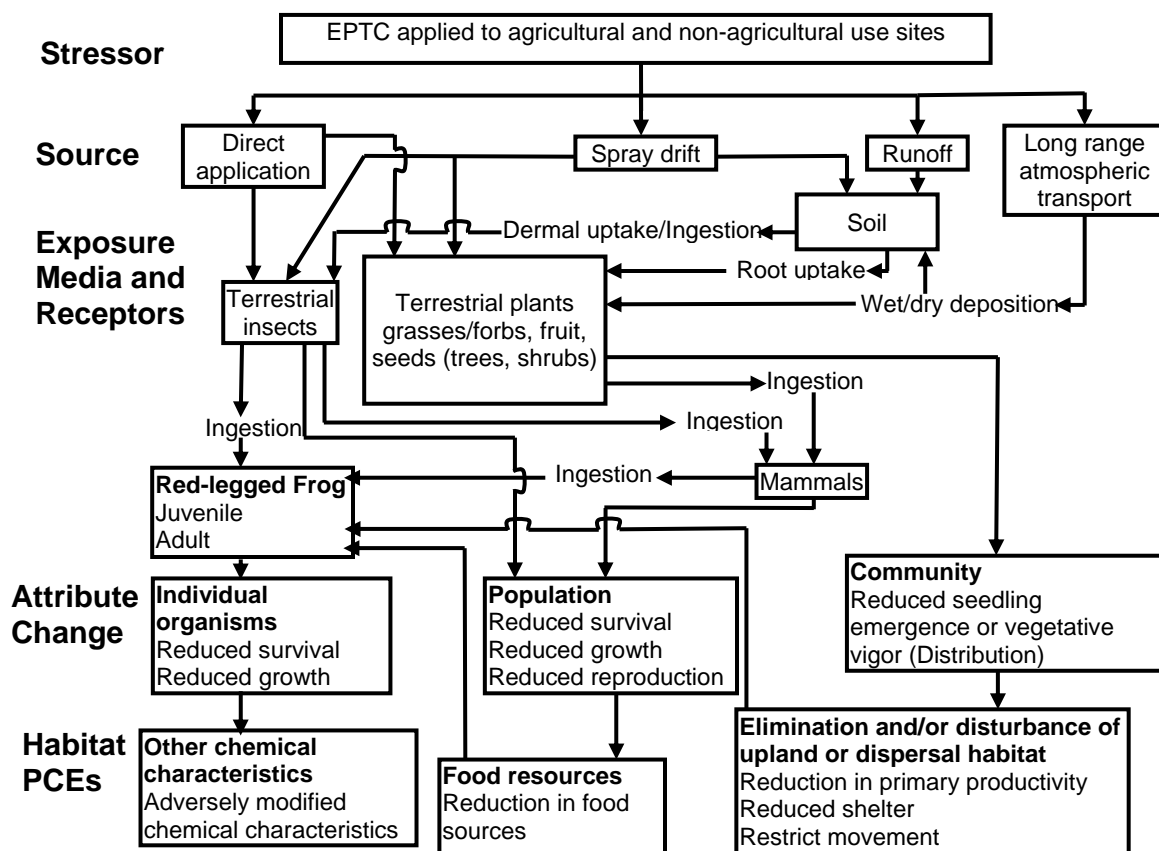 Stressor
EPTC applied to agricultural and non-agricultural use sites
Source
Direct
application
Spray drift
Runoff
Long range
atmospheric
transport
Exposure
Media and
Receptors
Soil
Dermal uptake/Ingestion
Root uptake
Wet/dry deposition
Terrestrial
insects
Terrestrial plants
grasses/forbs, fruit,
seeds (trees, shrubs)
Ingestion
Ingestion
Ingestion
Ingestion
Mammals
Red-legged Frog
Juvenile
Adult
Attribute
Change
Individual
organisms
Reduced survival
Reduced growth
Population
Reduced survival
Reduced growth
Reduced reproduction
Community
Reduced seedling
emergence or vegetative
vigor (Distribution)
Habitat
PCEs
Other chemical
characteristics
Adversely modified
chemical characteristics
Food resources
Reduction in food
sources
Elimination and/or disturbance of
upland or dispersal habitat
Reduction in primary productivity
Reduced shelter
Restrict movement